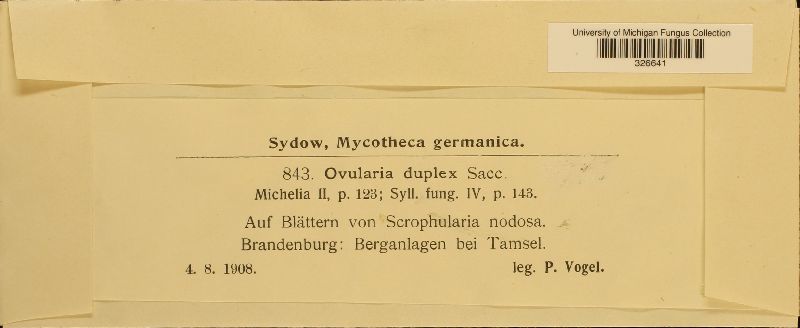 University of Michigan Fungus Collection
326641
Sydow, Mycotheca germanica.
843. Ovularia duplex Sacc.
Michelia II, p. 123; Syll. fung. IV, p. 143.
Auf Blättern von Scrophularia nodosa.
Brandenburg: Berganlagen bei Tamsel.
4. 8. 1908. leg. P. Vogel.